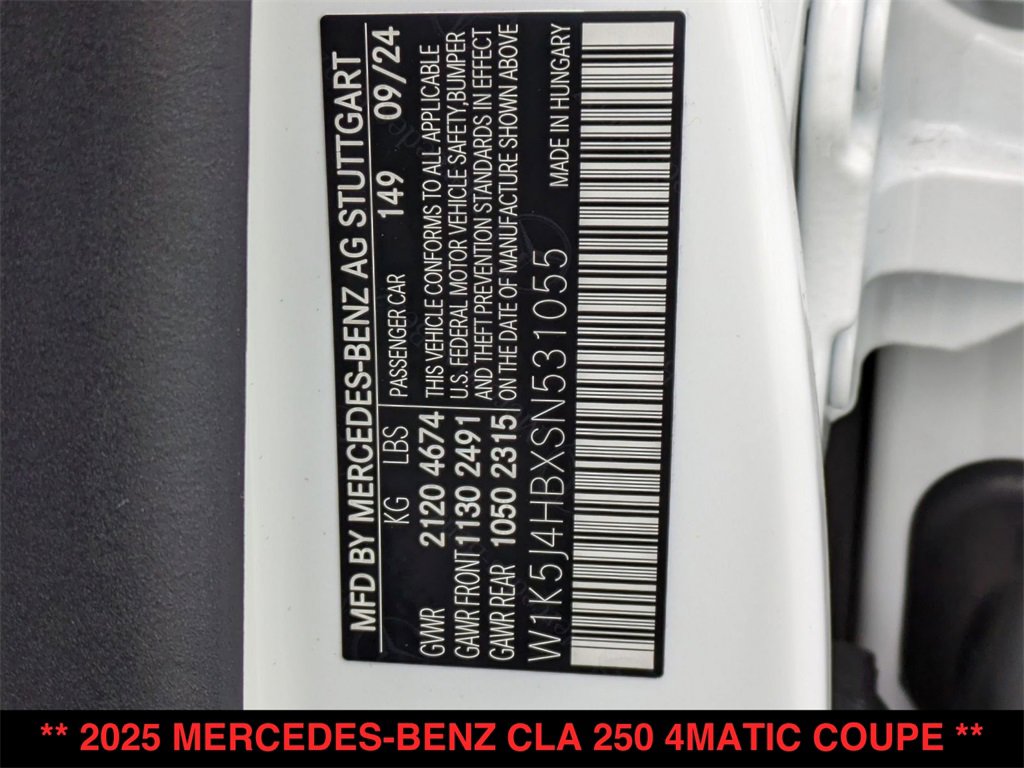 MFD BY MERCEDES-BENZ AG STUTTGART
KG LBS PASSENGER CAR 149 09/24
GVWR 2120 4674 THIS VEHICLE CONFORMS TO ALL APPLICABLE
GAWR FRONT 1130 2491 U.S. FEDERAL MOTOR VEHICLE SAFETY,BUMPER
GAWR REAR 1050 2315 AND THEFT PREVENTION STANDARDS IN EFFECT
ON THE DATE OF MANUFACTURE SHOWN ABOVE
W1K5J4HBXSN531055 MADE IN HUNGARY
** 2025 MERCEDES-BENZ CLA 250 4MATIC COUPE **